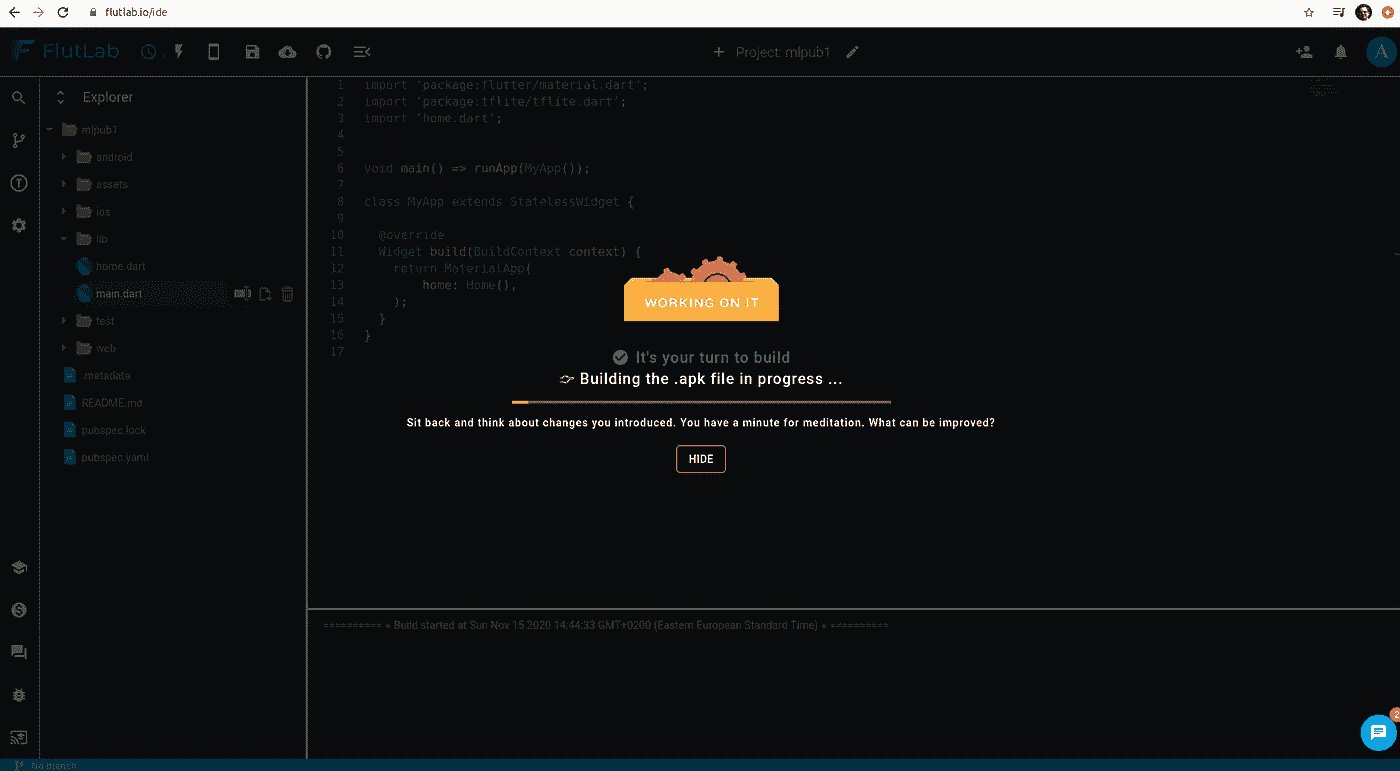 flutlab.io/ide
FlutLab
Project: mlpub1
A
Explorer
mlpub1
android
assets
ios
lib
home.dart
main.dart
test
web
.metadata
README.md
pubspec.lock
pubspec.yaml
1 import 'package:flutter/material.dart';
2 import 'package:tflite/tflite.dart';
3 import 'home.dart';
4
5
6 void main() => runApp(MyApp());
7
8 class MyApp extends StatelessWidget {
9
10 @override
11 Widget build(BuildContext context) {
12 return MaterialApp(
13 home: Home(),
14 );
15 }
16 }
17
WORKING ON IT
It's your turn to build
Building the .apk file in progress ...
Sit back and think about changes you introduced. You have a minute for meditation. What can be improved?
HIDE
========== « Build started at Sun Nov 15 2020 14:44:33 GMT+0200 (Eastern European Standard Time) » ==========
2
No branch